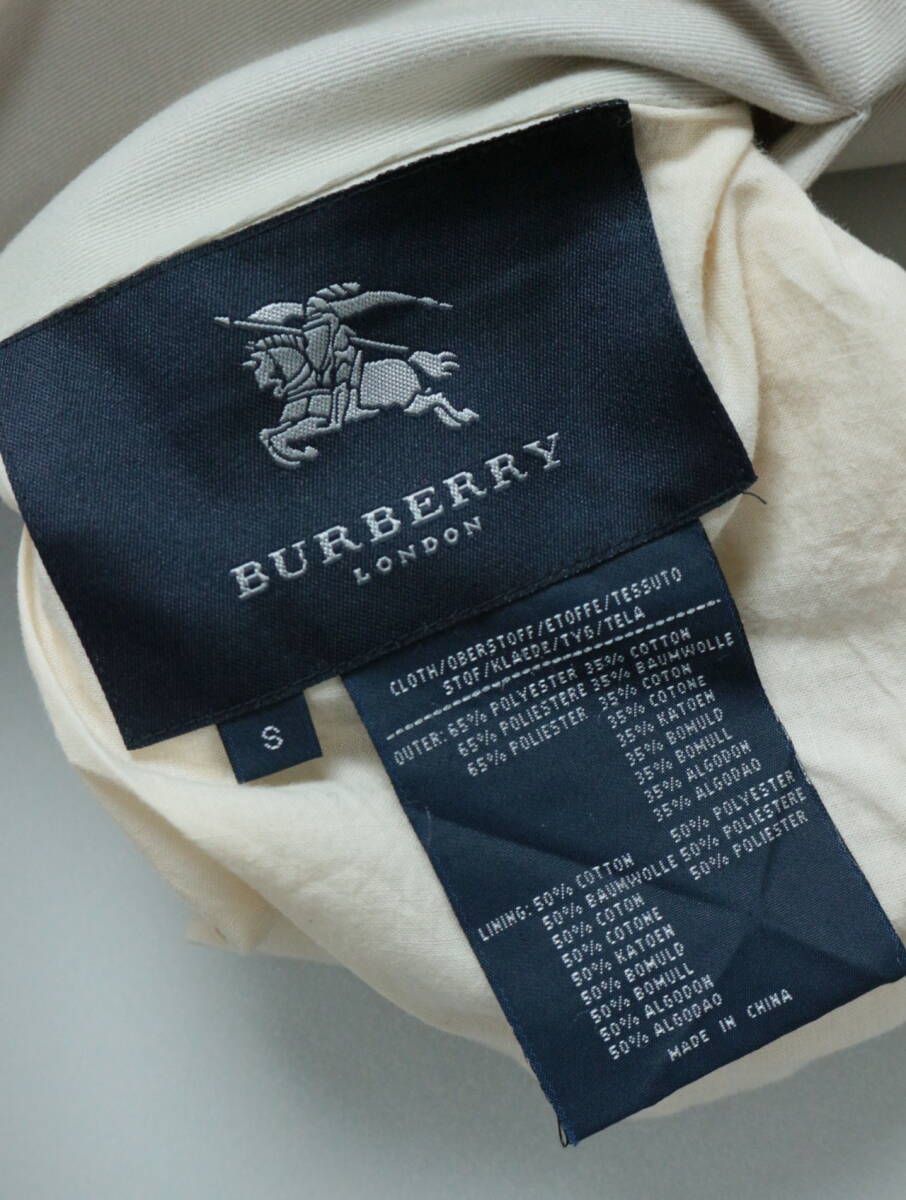 BURBERRY
LONDON
S
CLOTH/OBERSTOFF/ETOFFE/TESSUTO
STOF/KLAEDE/TYG/TELA
OUTER: 65% POLYESTER 35% COTTON
65% POLIESTERE 35% BAUMWOLLE
65% POLIESTER 35% COTON
35% COTONE
35% KATOEN
35% BOMULD
35% BOMULL
35% ALGODON
35% ALGODAO
LINING: 50% COTTON 50% POLYESTER
50% BAUMWOLLE 50% POLIESTERE
50% COTON 50% POLIESTER
50% COTONE
50% KATOEN
50% BOMULD
50% BOMULL
50% ALGODON
50% ALGODAO
MADE IN CHINA